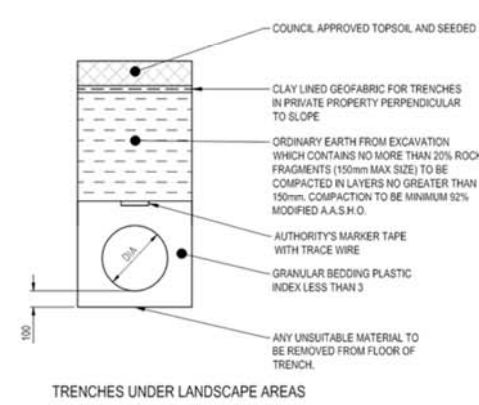 COUNCIL APPROVED TOPSOIL AND SEEDED
CLAY LINED GEOFABRIC FOR TRENCHES
IN PRIVATE PROPERTY PERPENDICULAR
TO SLOPE
ORDINARY EARTH FROM EXCAVATION
WHICH CONTAINS NO MORE THAN 20% ROCK
FRAGMENTS (150mm MAX SIZE) TO BE
COMPACTED IN LAYERS NO GREATER THAN
150mm. COMPACTION TO BE MINIMUM 92%
MODIFIED A.A.S.H.O.
AUTHORITY'S MARKER TAPE
WITH TRACE WIRE
DIA
GRANULAR BEDDING PLASTIC
INDEX LESS THAN 3
100
ANY UNSUITABLE MATERIAL TO
BE REMOVED FROM FLOOR OF
TRENCH.
TRENCHES UNDER LANDSCAPE AREAS